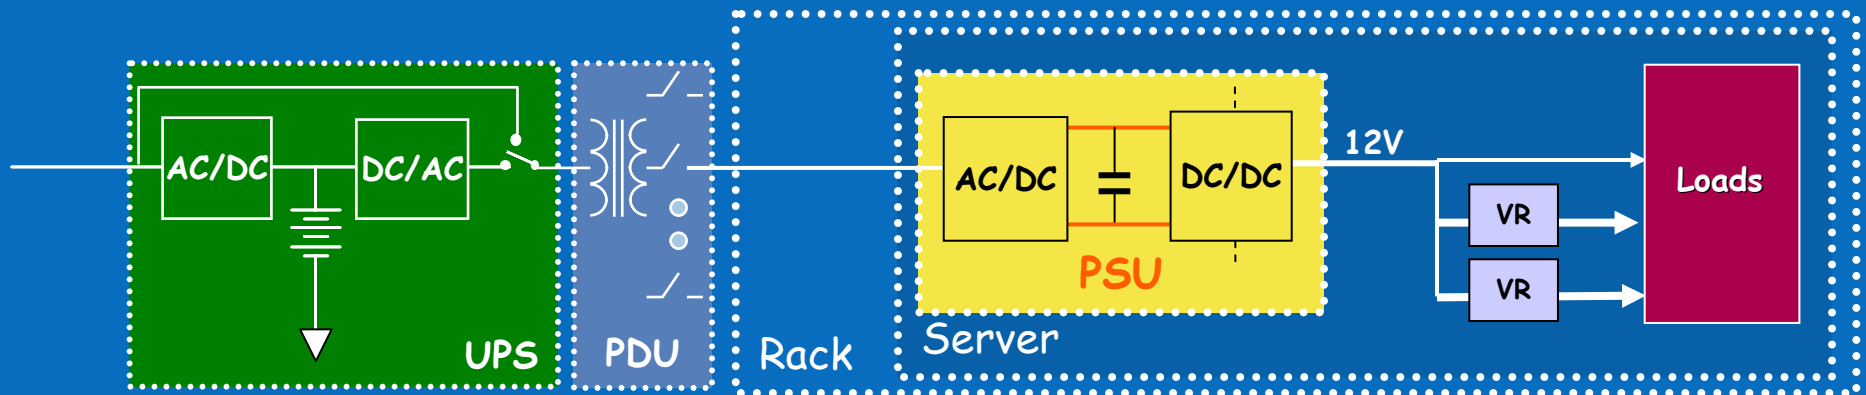 AC/DC
DC/AC
UPS
PDU
Rack
AC/DC
DC/DC
PSU
Server
12V
VR
VR
Loads